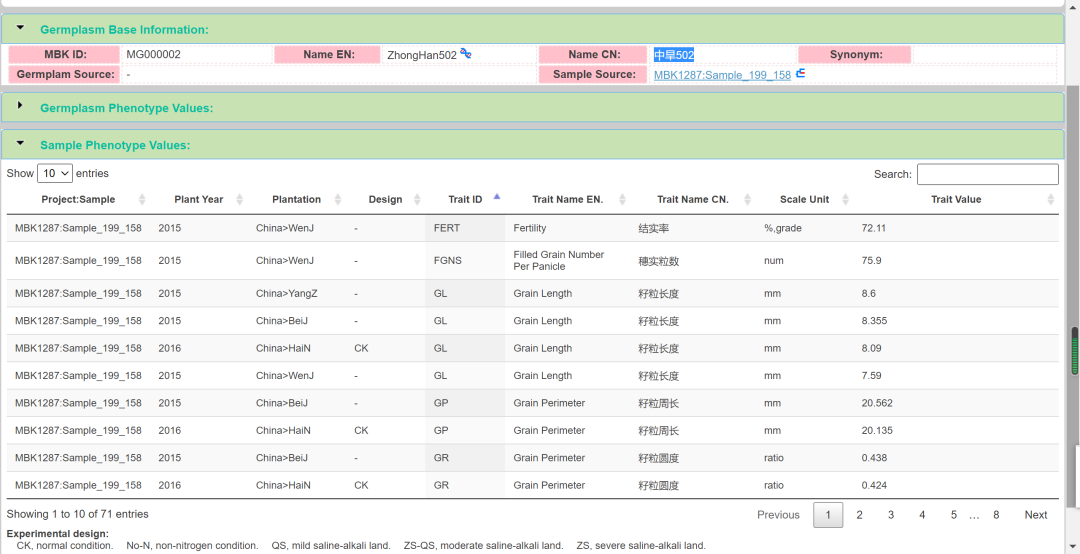 Germplasm Base Information:
MBK ID: MG000002 Name EN: ZhongHan502 Name CN: 中旱502 Synonym:
Germplam Source: - Sample Source: MBK1287:Sample_199_158
Germplasm Phenotype Values:
Sample Phenotype Values:
Show 10 entries Search:
Project:Sample Plant Year Plantation Design Trait ID Trait Name EN. Trait Name CN. Scale Unit Trait Value
MBK1287:Sample_199_158 2015 China>WenJ - FERT Fertility 结实率 %,grade 72.11
MBK1287:Sample_199_158 2015 China>WenJ - FGNS Filled Grain Number Per Panicle 穗实粒数 num 75.9
MBK1287:Sample_199_158 2015 China>YangZ - GL Grain Length 籽粒长度 mm 8.6
MBK1287:Sample_199_158 2015 China>BeiJ - GL Grain Length 籽粒长度 mm 8.355
MBK1287:Sample_199_158 2016 China>HaiN CK GL Grain Length 籽粒长度 mm 8.09
MBK1287:Sample_199_158 2015 China>WenJ - GL Grain Length 籽粒长度 mm 7.59
MBK1287:Sample_199_158 2015 China>BeiJ - GP Grain Perimeter 籽粒周长 mm 20.562
MBK1287:Sample_199_158 2016 China>HaiN CK GP Grain Perimeter 籽粒周长 mm 20.135
MBK1287:Sample_199_158 2015 China>BeiJ - GR Grain Perimeter 籽粒圆度 ratio 0.438
MBK1287:Sample_199_158 2016 China>HaiN CK GR Grain Perimeter 籽粒圆度 ratio 0.424
Showing 1 to 10 of 71 entries Previous 1 2 3 4 5 … 8 Next
Experimental design:
CK, normal condition. No-N, non-nitrogen condition. QS, mild saline-alkali land. ZS-QS, moderate saline-alkali land. ZS, severe saline-alkali land.